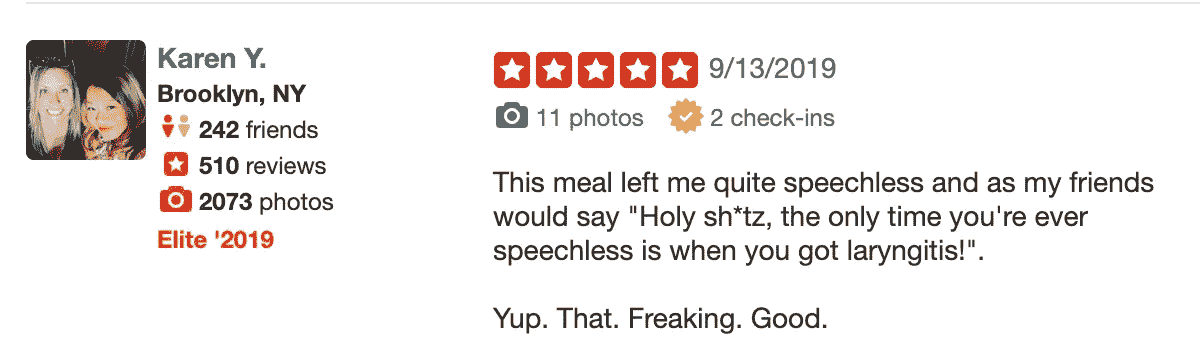 Karen Y.
Brooklyn, NY
242 friends
510 reviews
2073 photos
Elite '2019
9/13/2019
11 photos 2 check-ins
This meal left me quite speechless and as my friends
would say "Holy sh*tz, the only time you're ever
speechless is when you got laryngitis!".
Yup. That. Freaking. Good.